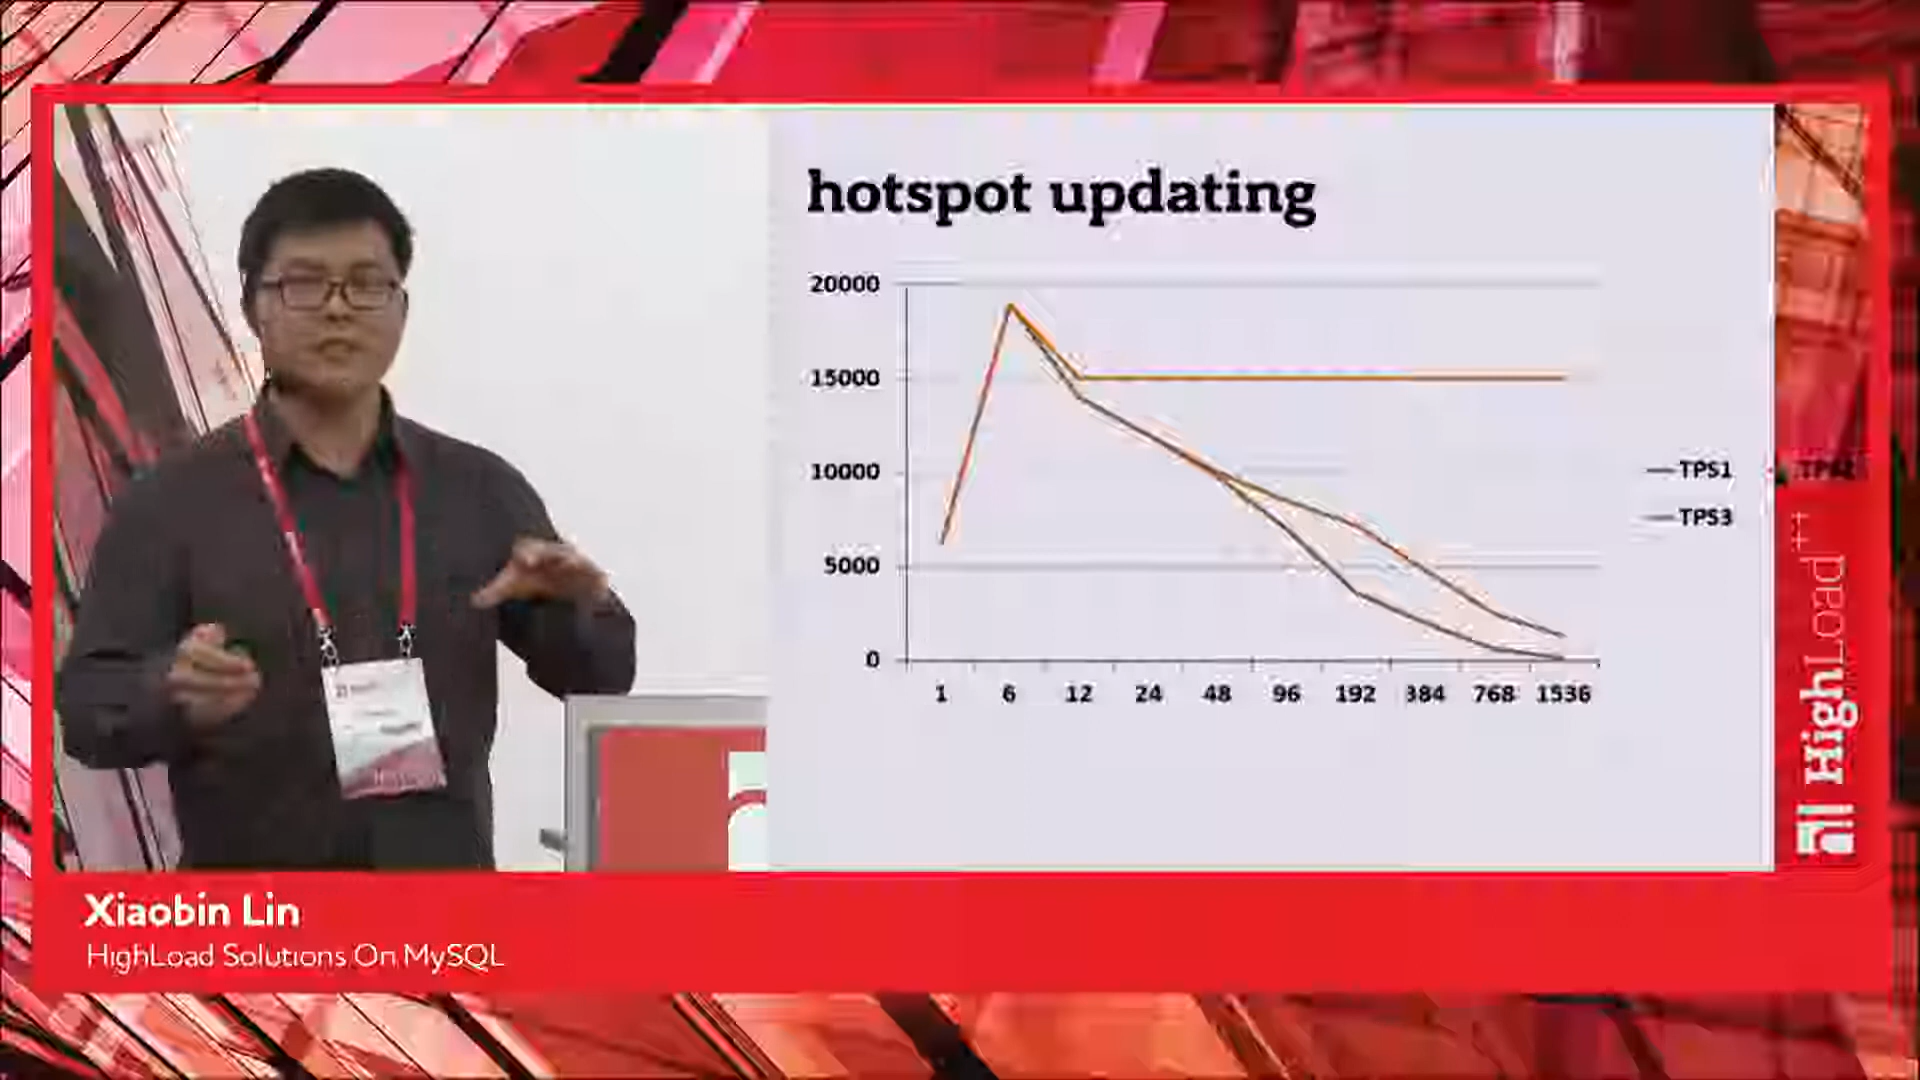 hotspot updating
20000
15000
10000
5000
0
1 6 12 24 48 96 192 384 768 1536
TPS1
TPS3
HighLoad++
Xiaobin Lin
HighLoad Solutions On MySQL